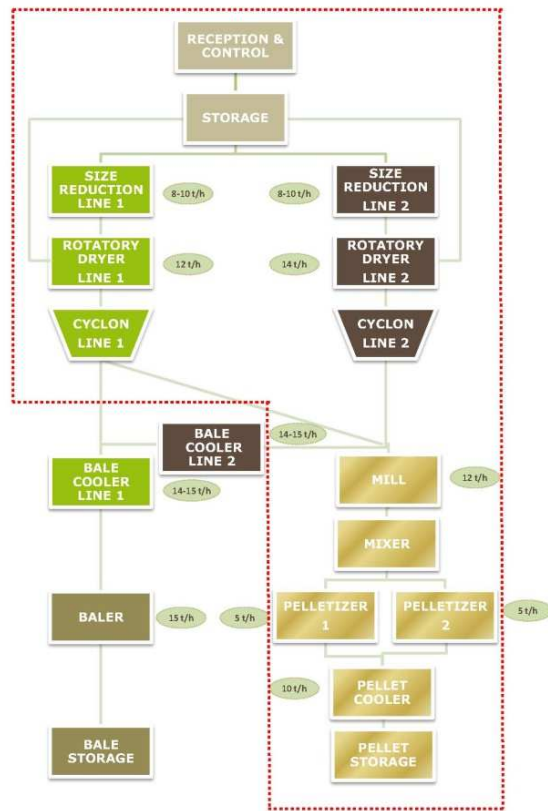 RECEPTION &
CONTROL
STORAGE
SIZE
REDUCTION
LINE 1
8-10 t/h
8-10 t/h
SIZE
REDUCTION
LINE 2
ROTATORY
DRYER
LINE 1
12 t/h
14 t/h
ROTATORY
DRYER
LINE 2
CYCLON
LINE 1
CYCLON
LINE 2
BALE
COOLER
LINE 2
14-15 t/h
BALE
COOLER
LINE 1
14-15 t/h
MILL
12 t/h
MIXER
BALER
15 t/h
5 t/h
PELLETIZER
1
PELLETIZER
2
5 t/h
10 t/h
PELLET
COOLER
BALE
STORAGE
PELLET
STORAGE